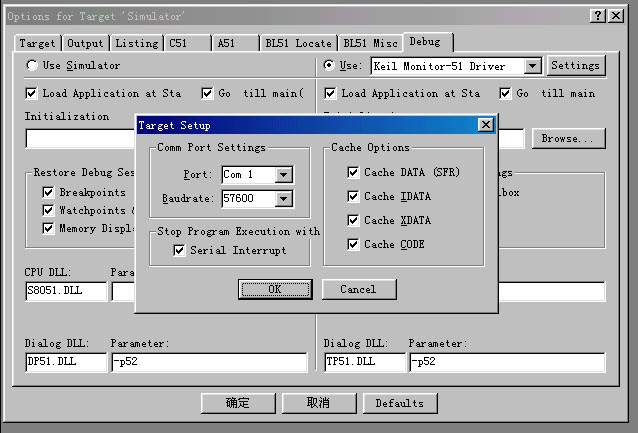 Options for Target 'Simulator'
Target Output Listing C51 A51 BL51 Locate BL51 Misc Debug
Use Simulator
Use: Keil Monitor-51 Driver Settings
Load Application at Sta Go till main(
Load Application at Sta Go till main
Initialization
Browse...
Restore Debug Ses
Breakpoints
Watchpoints &
Memory Displa
ngs
lbox
Target Setup
Comm Port Settings
Port: Com 1
Baudrate: 57600
Stop Program Execution with
Serial Interrupt
Cache Options
Cache DATA (SFR)
Cache IDATA
Cache XDATA
Cache CODE
OK Cancel
CPU DLL: Para
S8051.DLL
Dialog DLL: Parameter:
DP51.DLL -p52
Dialog DLL: Parameter:
TP51.DLL -p52
确定 取消 Defaults